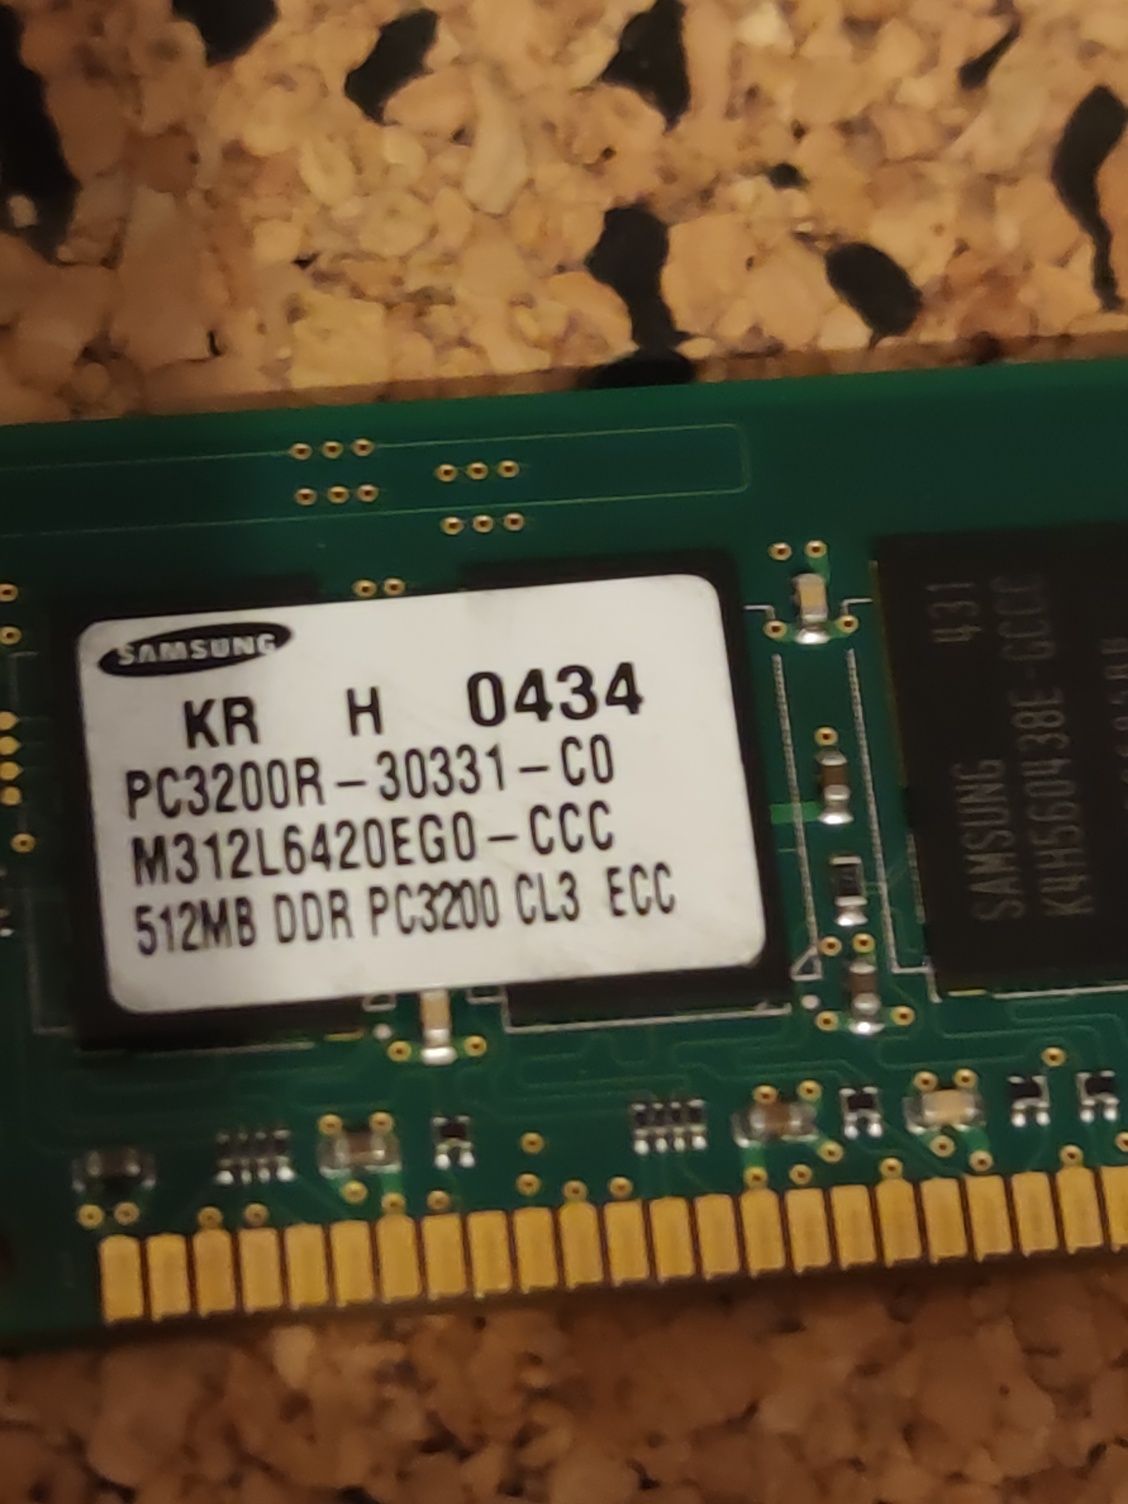 SAMSUNG
KR H 0434
PC3200R-30331-C0
M312L6420EG0-CCC
512MB DDR PC3200 CL3 ECC
SAMSUNG 431
K4H560438E-GCCC